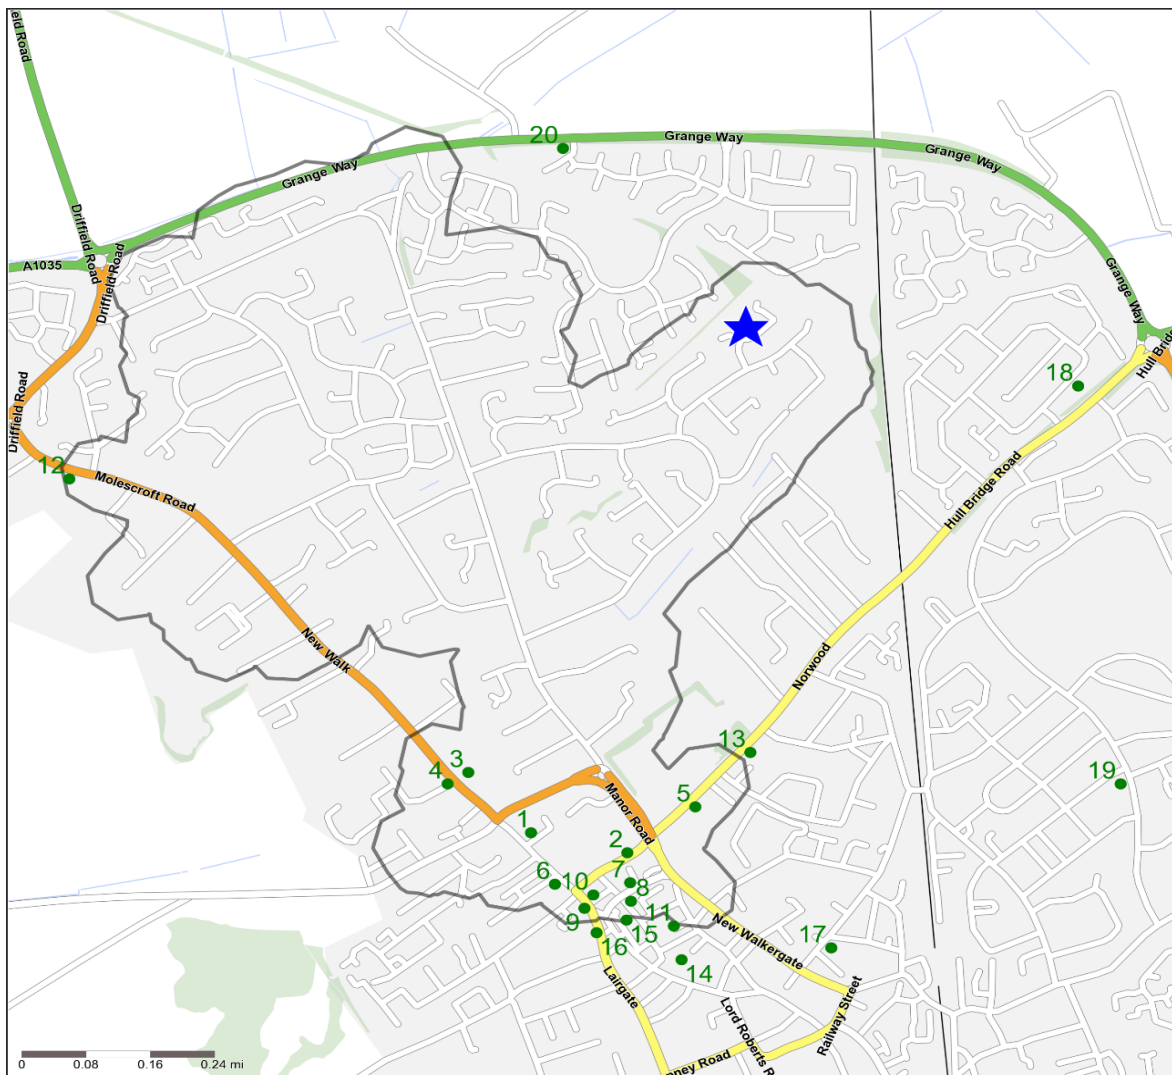 eld Road
20
Grange Way
Grange Way
Grange Way
Driffield Road
Driffield Road
A1035
Grange Way
Hull Bridg
18
Driffield Road
12
Molescroft Road
Hull Bridge Road
New Walk
Norwood
13
3
4
19
Manor Road
5
1
2
7
6
10
8
11
9
15
16
New Walkergate
17
14
Lairgate
Lord Roberts R
Railway Street
ney Road
0 0.08 0.16 0.24 mi